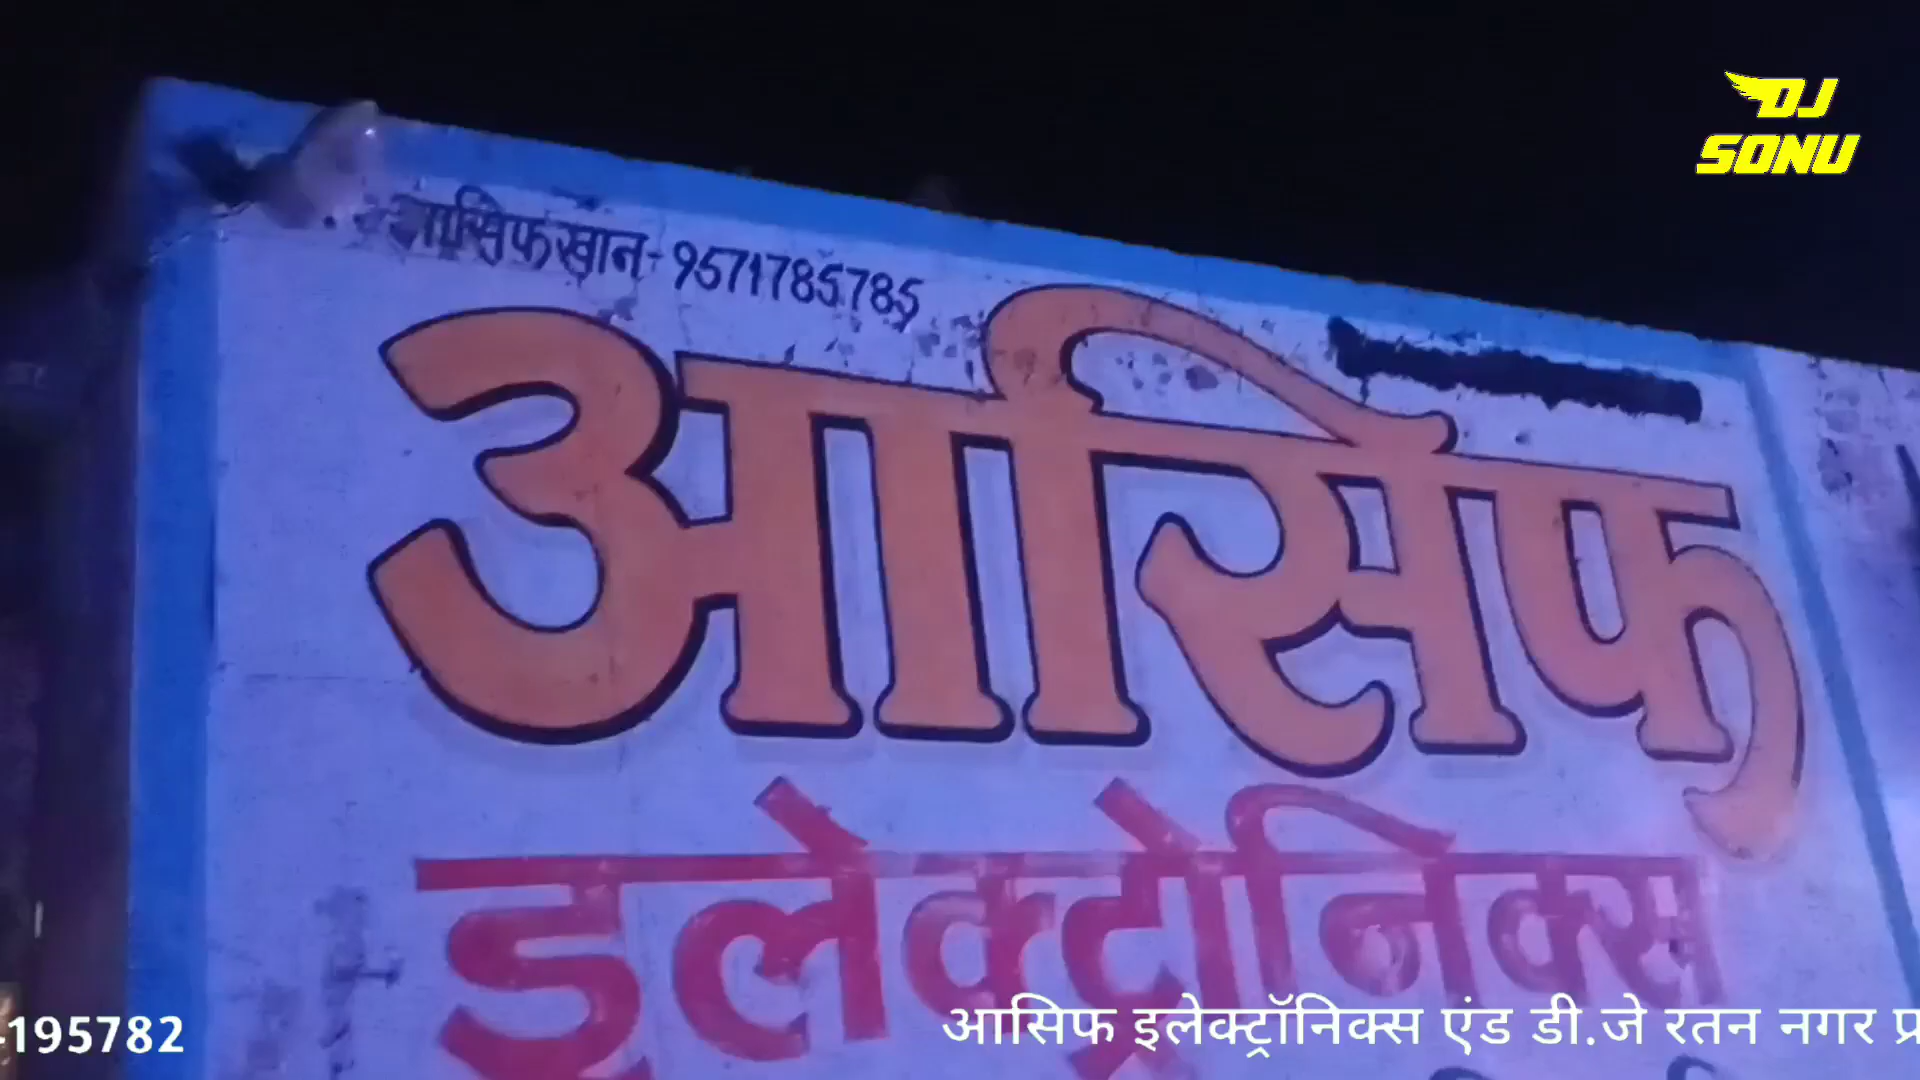 DJ
SONU
आसिफ खान-9571785785
आसिफ
इलेक्ट्रोनिक्स
195782
आसिफ इलेक्ट्रॉनिक्स एंड डी.जे रतन नगर